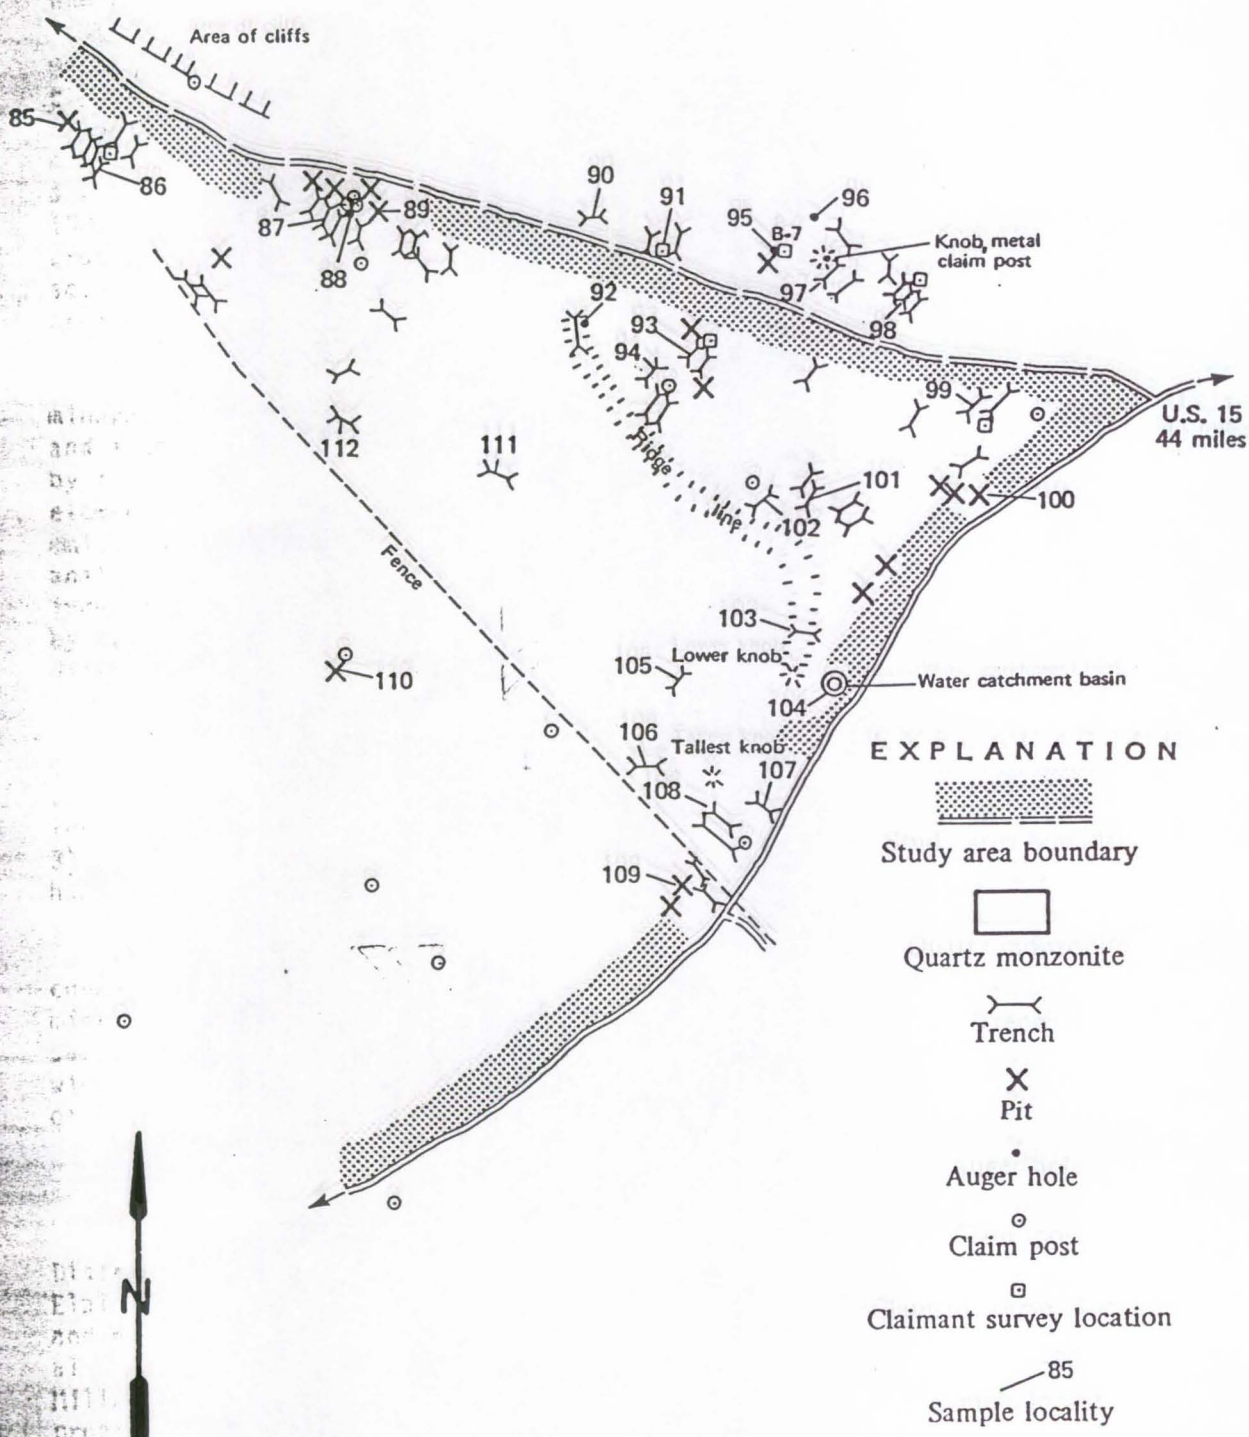 Area of cliffs
85
86
87
88
89
90
91
92
93
94
95
B-7
96
Knob, metal
claim post
97
98
99
U.S. 15
44 miles
100
101
102
Ridge
line
103
Lower knob
104
Water catchment basin
105
106
Tallest knob
107
108
109
110
111
112
Fence
EXPLANATION
Study area boundary
Quartz monzonite
Trench
Pit
Auger hole
Claim post
Claimant survey location
85
Sample locality
N